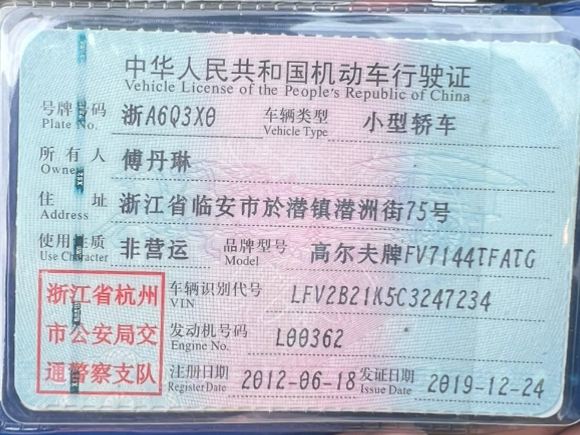 中华人民共和国机动车行驶证
Vehicle License of the People's Republic of China
号牌号码 浙A6Q3X0 车辆类型 小型轿车
Plate No. Vehicle Type
所有人 傅丹琳
Owner
住址 浙江省临安市於潜镇潜洲街75号
Address
使用性质 非营运 品牌型号 高尔夫牌FV7144TFATG
Use Character Model
浙江省杭州 车辆识别代号 LFV2B21K5C3247234
VIN
市公安局交 发动机号码 L00362
Engine No.
通警察支队 注册日期 2012-06-18 发证日期 2019-12-24
Register Date Issue Date